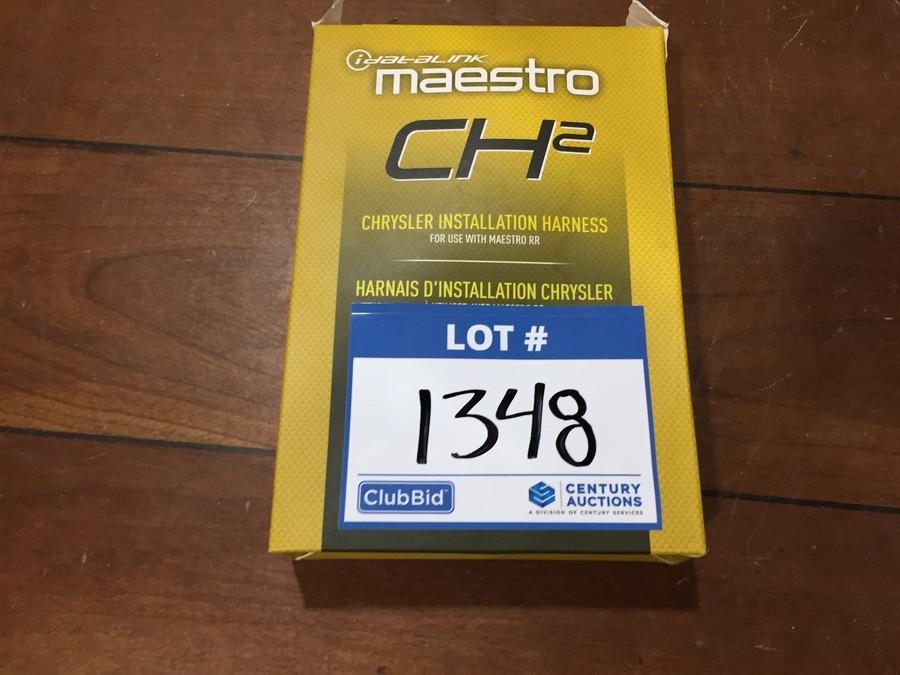 iDATALINK
maestro
CH2
CHRYSLER INSTALLATION HARNESS
FOR USE WITH MAESTRO RR
HARNAIS D'INSTALLATION CHRYSLER
LOT #
1348
ClubBid
CENTURY
AUCTIONS
A DIVISION OF CENTURY SERVICES